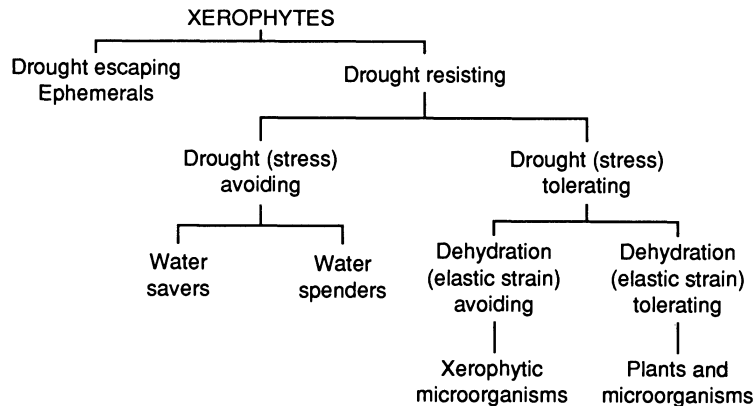 XEROPHYTES
Drought escaping
Ephemerals
Drought resisting
Drought (stress)
avoiding
Drought (stress)
tolerating
Water
savers
Water
spenders
Dehydration
(elastic strain)
avoiding
Dehydration
(elastic strain)
tolerating
Xerophytic
microorganisms
Plants and
microorganisms